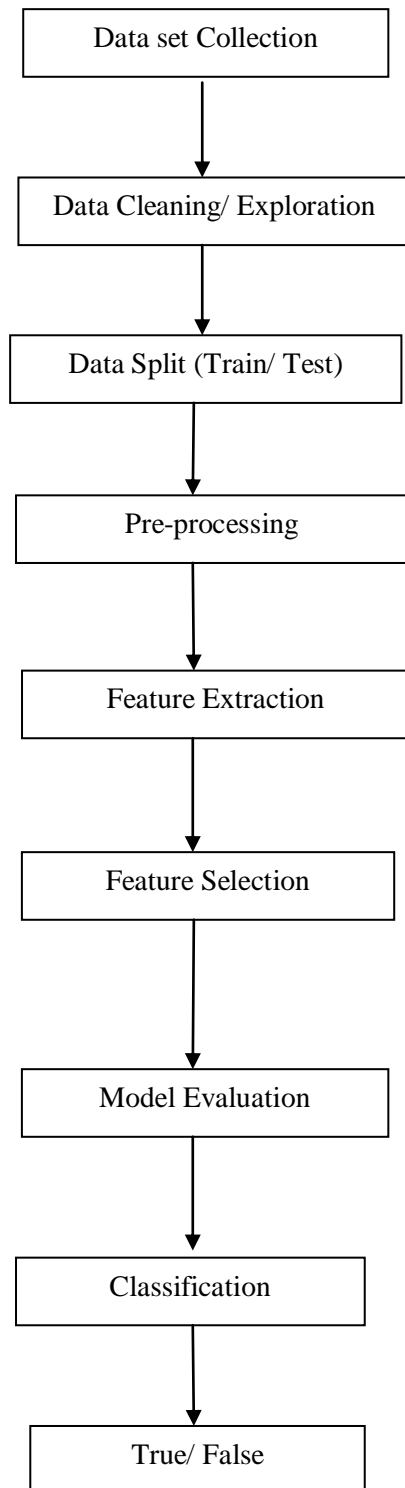 Data set Collection
Data Cleaning/ Exploration
Data Split (Train/ Test)
Pre-processing
Feature Extraction
Feature Selection
Model Evaluation
Classification
True/ False